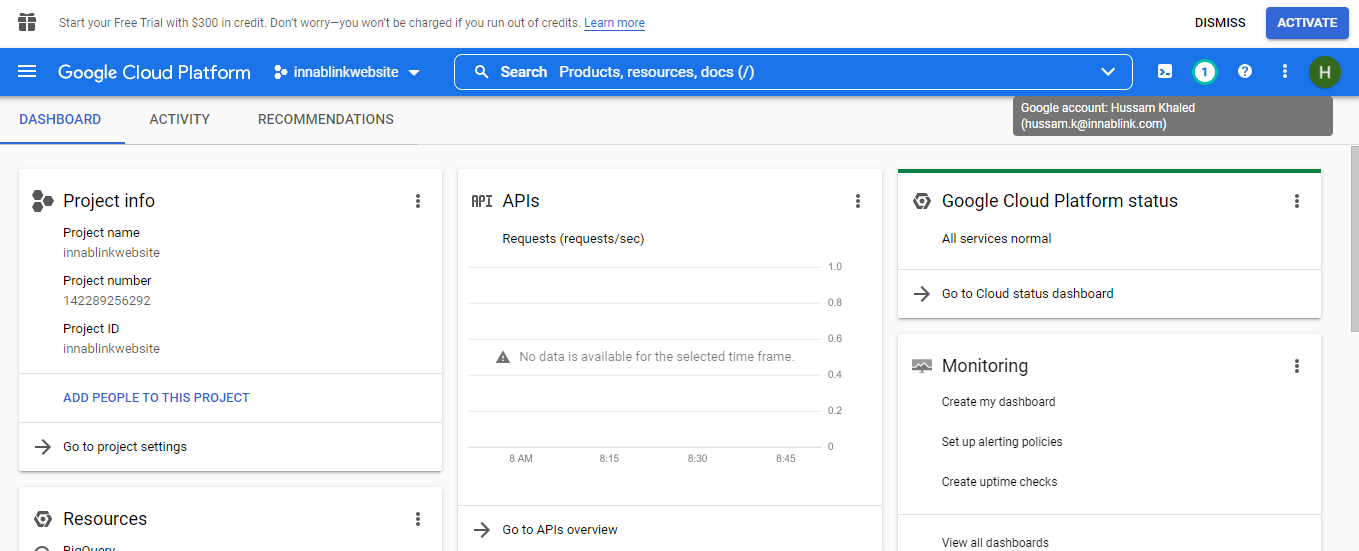 Start your Free Trial with $300 in credit. Don't worry—you won't be charged if you run out of credits. Learn more
DISMISS
ACTIVATE
Google Cloud Platform
innablinkwebsite
Search Products, resources, docs (/)
1
H
Google account: Hussam Khaled
(hussam.k@innablink.com)
DASHBOARD
ACTIVITY
RECOMMENDATIONS
Project info
Project name
innablinkwebsite
Project number
142289256292
Project ID
innablinkwebsite
ADD PEOPLE TO THIS PROJECT
Go to project settings
Resources
BigQuery
API APIs
Requests (requests/sec)
1.0
0.8
0.6
No data is available for the selected time frame.
0.4
0.2
0
8 AM 8:15 8:30 8:45
Go to APIs overview
Google Cloud Platform status
All services normal
Go to Cloud status dashboard
Monitoring
Create my dashboard
Set up alerting policies
Create uptime checks
View all dashboards